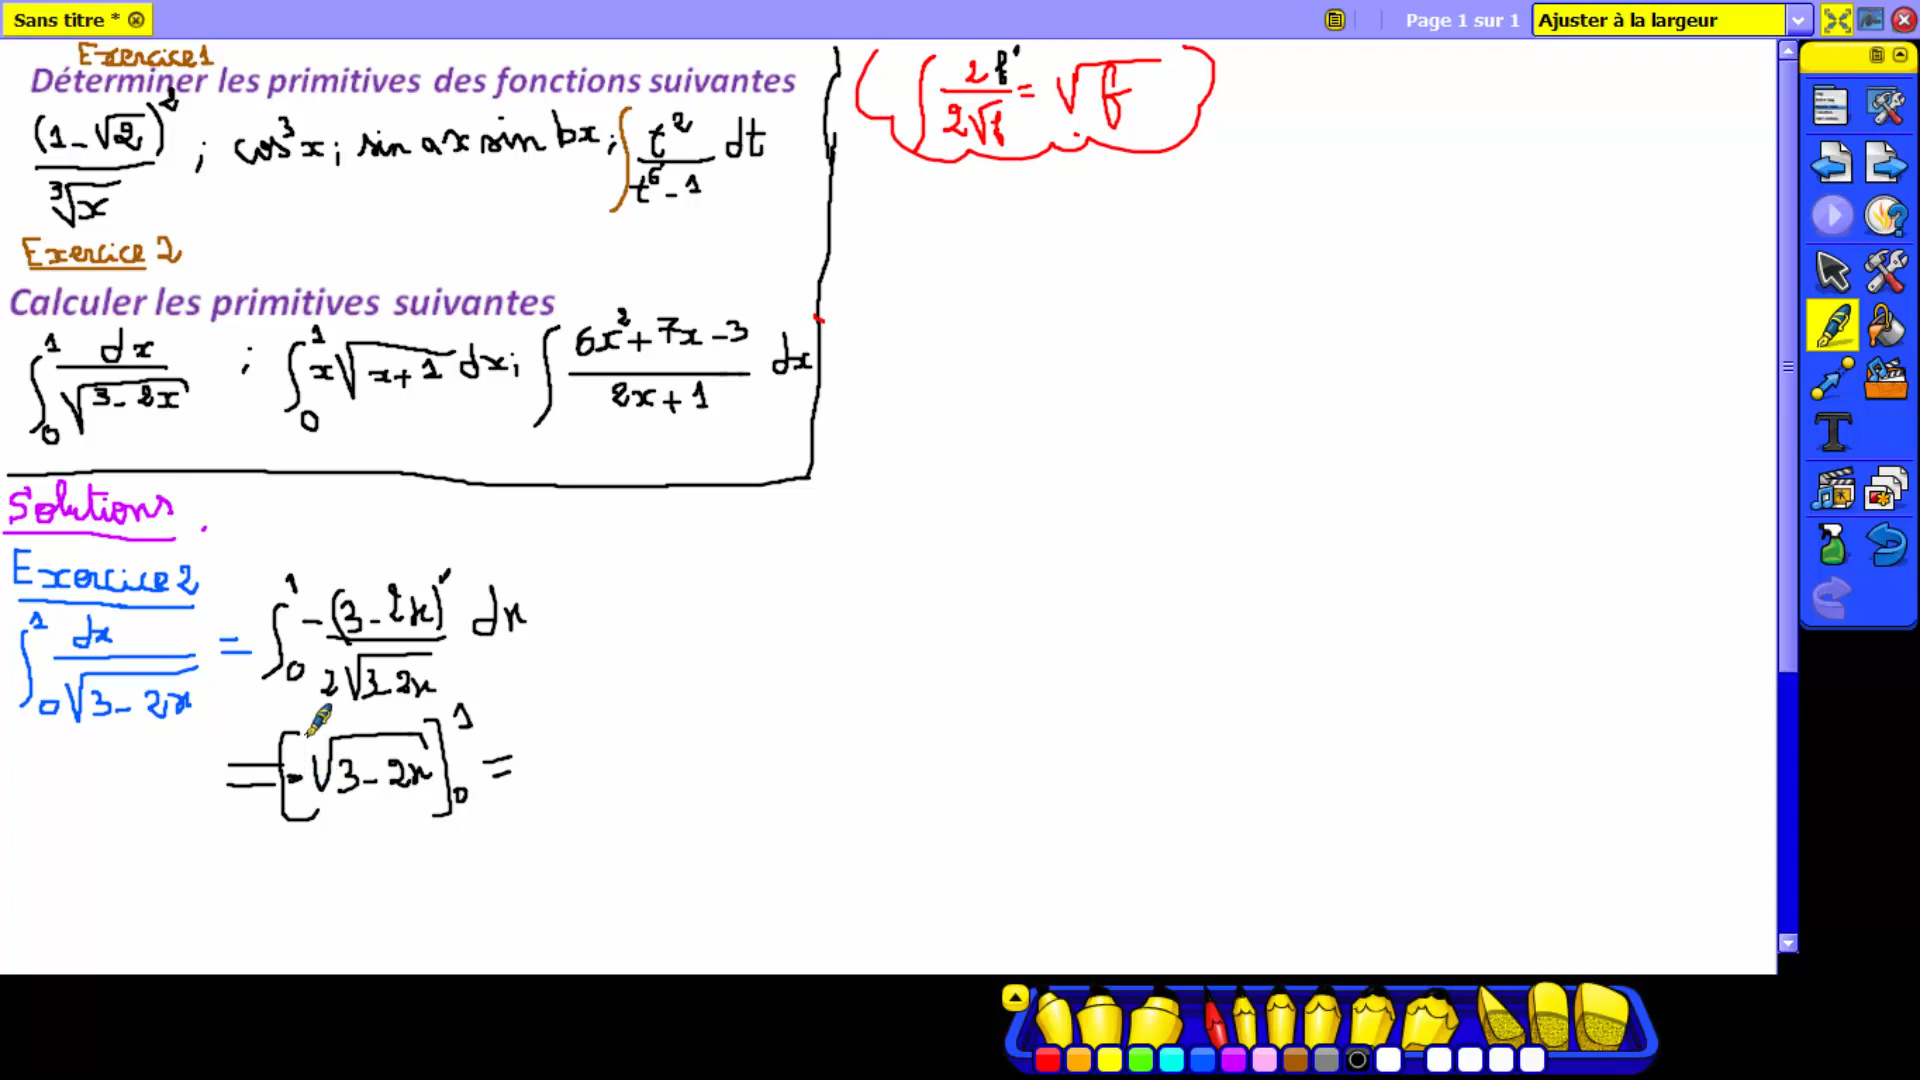 Sans titre *
Page 1 sur 1
Ajuster à la largeur
Exercice 1
Déterminer les primitives des fonctions suivantes
(1-√2)² / ³√x ; cos³x ; sin ax sin bx ; ∫ t²/(t⁶-1) dt
Exercice 2
Calculer les primitives suivantes
∫₀¹ dx/√(3-2x) ; ∫₀¹ x√(x+1) dx ; ∫ (6x²+7x-3)/(2x+1) dx
∫ 2f'/(2√f) = √f
Solutions.
Exercice 2
∫₀¹ dx/√(3-2x) = ∫₀¹ -(3-2x)'/(2√(3-2x)) dx
= [-√(3-2x)]₀¹ =
T